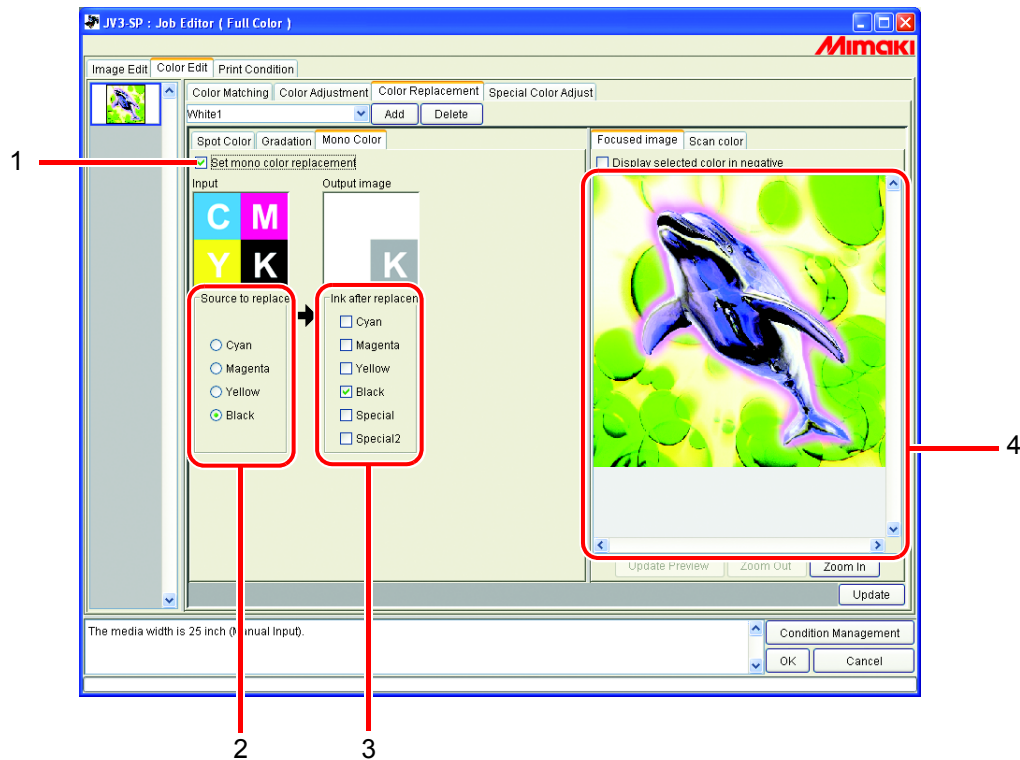 JV3-SP : Job Editor ( Full Color )
Mimaki
Image Edit Color Edit Print Condition
Color Matching Color Adjustment Color Replacement Special Color Adjust
White1 Add Delete
Spot Color Gradation Mono Color Focused image Scan color
1 Set mono color replacement Display selected color in negative
Input Output image
C M
Y K K
Source to replace Ink after replacen
Cyan
Cyan Magenta
Magenta Yellow
Yellow Black
Black Special
Special2
4
Update Preview Zoom Out Zoom In
Update
The media width is 25 inch (Manual Input). Condition Management
OK Cancel
2 3